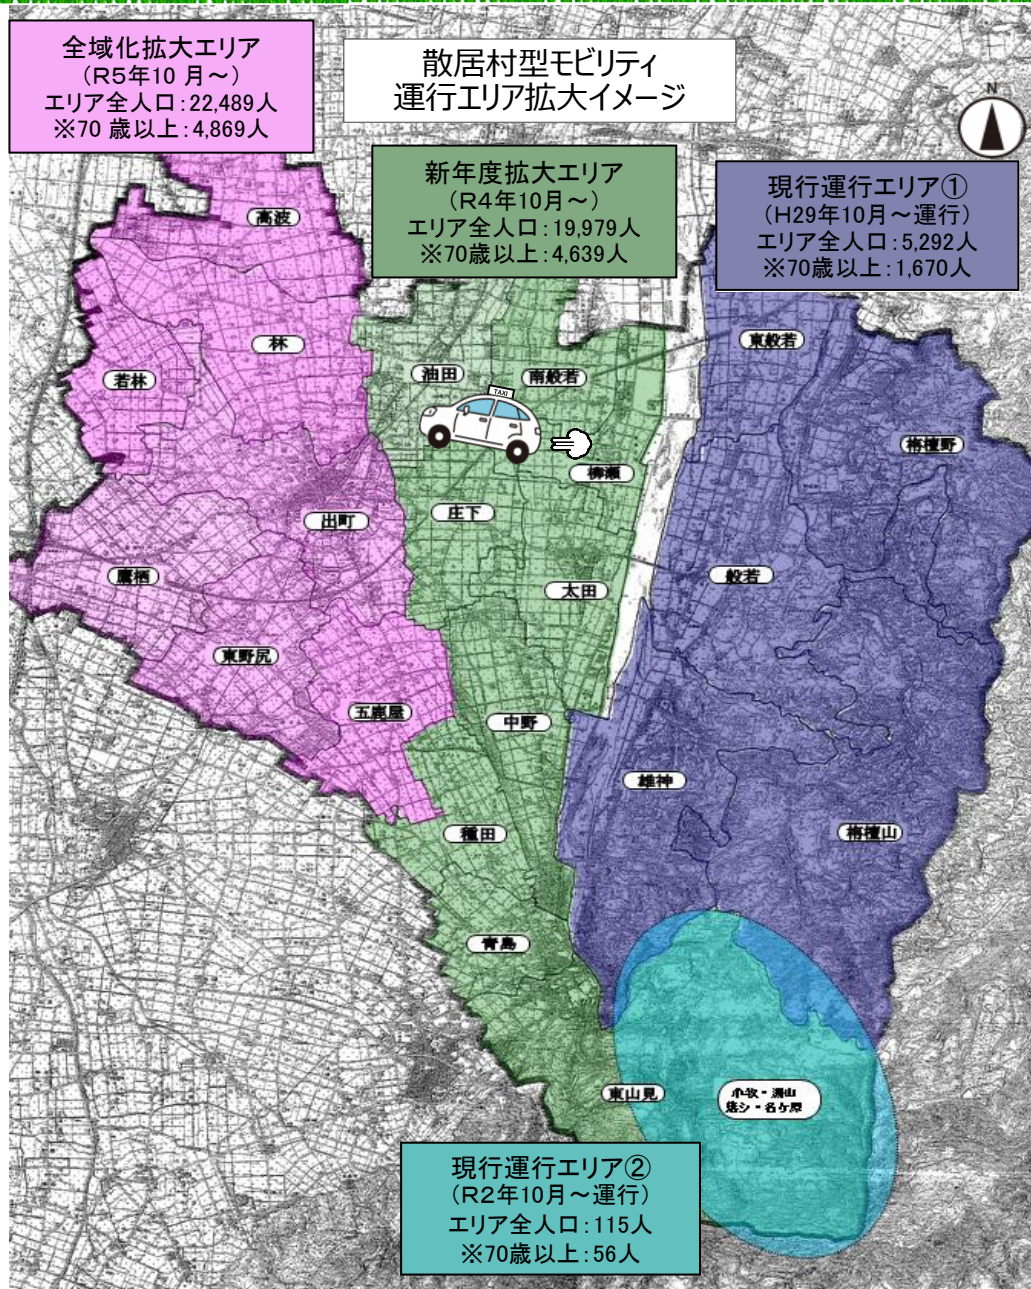 全域化拡大エリア
（R5年10 月～）
エリア全人口：22,489人
※70 歳以上：4,869人
散居村型モビリティ
運行エリア拡大イメージ
N
新年度拡大エリア
（R4年10月～）
エリア全人口：19,979人
※70歳以上：4,639人
現行運行エリア①
（H29年10月～運行）
エリア全人口：5,292人
※70歳以上：1,670人
高波
林
若林
油田
南般若
東般若
TAXI
栴檀野
柳瀬
出町
庄下
鷹栖
太田
般若
東野尻
五鹿屋
中野
雄神
種田
栴檀山
青島
東山見
小牧・湯山
現行運行エリア②
（R2年10月～運行）
エリア全人口：115人
※70歳以上：56人